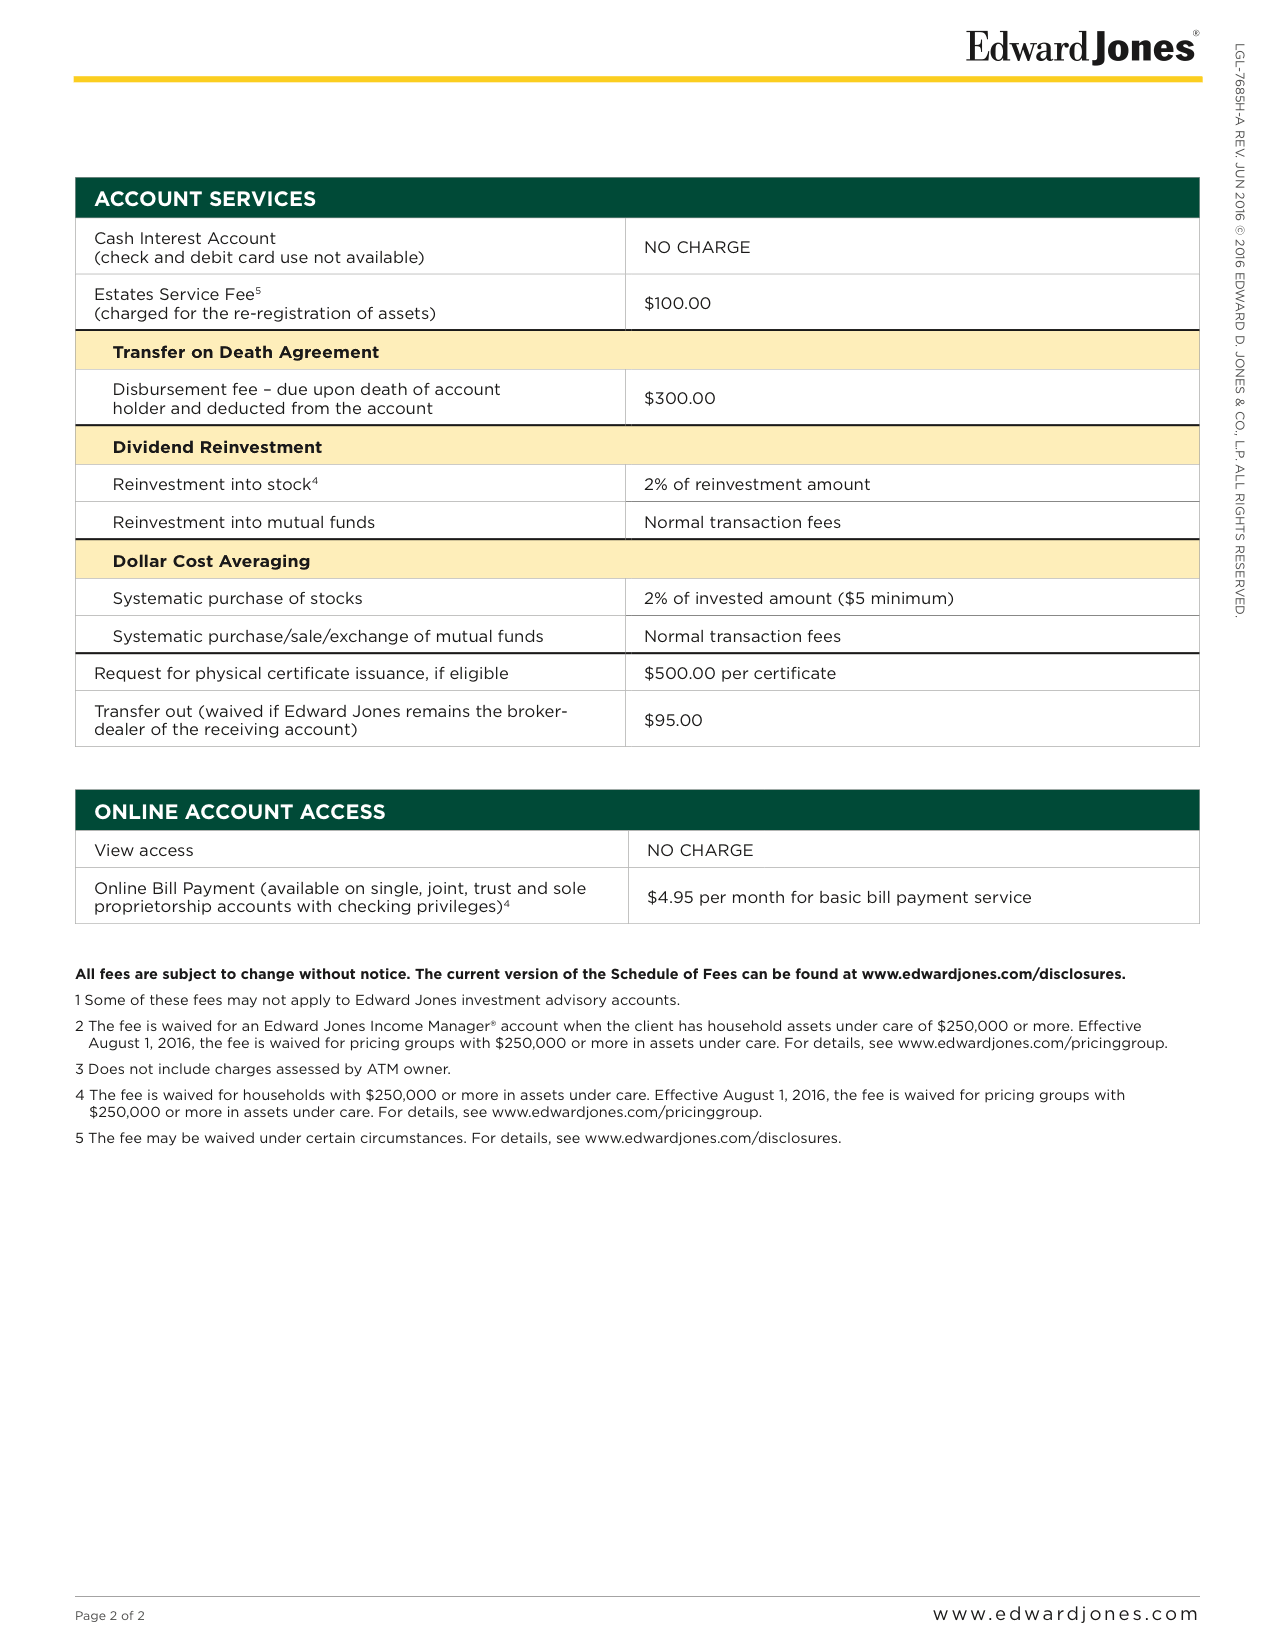 Edward Jones®
LGL-7685H-A REV. JUN 2016 © 2016 EDWARD D. JONES & CO., L.P. ALL RIGHTS RESERVED.
ACCOUNT SERVICES
Cash Interest Account
(check and debit card use not available)
NO CHARGE
Estates Service Fee⁵
(charged for the re-registration of assets)
$100.00
Transfer on Death Agreement
Disbursement fee – due upon death of account
holder and deducted from the account
$300.00
Dividend Reinvestment
Reinvestment into stock⁴
2% of reinvestment amount
Reinvestment into mutual funds
Normal transaction fees
Dollar Cost Averaging
Systematic purchase of stocks
2% of invested amount ($5 minimum)
Systematic purchase/sale/exchange of mutual funds
Normal transaction fees
Request for physical certificate issuance, if eligible
$500.00 per certificate
Transfer out (waived if Edward Jones remains the broker-
dealer of the receiving account)
$95.00
ONLINE ACCOUNT ACCESS
View access
NO CHARGE
Online Bill Payment (available on single, joint, trust and sole
proprietorship accounts with checking privileges)⁴
$4.95 per month for basic bill payment service
All fees are subject to change without notice. The current version of the Schedule of Fees can be found at www.edwardjones.com/disclosures.
1 Some of these fees may not apply to Edward Jones investment advisory accounts.
2 The fee is waived for an Edward Jones Income Manager® account when the client has household assets under care of $250,000 or more. Effective
August 1, 2016, the fee is waived for pricing groups with $250,000 or more in assets under care. For details, see www.edwardjones.com/pricinggroup.
3 Does not include charges assessed by ATM owner.
4 The fee is waived for households with $250,000 or more in assets under care. Effective August 1, 2016, the fee is waived for pricing groups with
$250,000 or more in assets under care. For details, see www.edwardjones.com/pricinggroup.
5 The fee may be waived under certain circumstances. For details, see www.edwardjones.com/disclosures.
Page 2 of 2
www.edwardjones.com